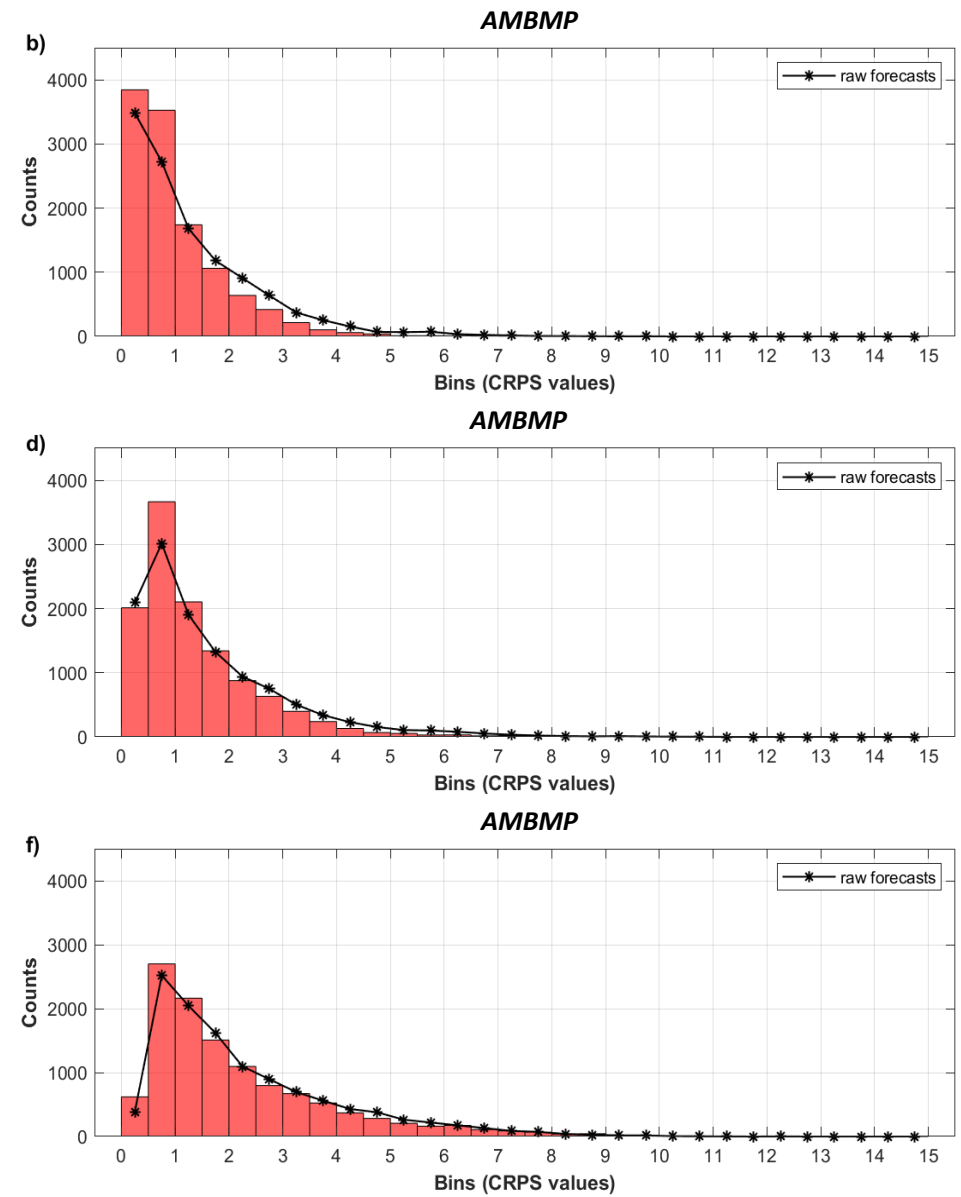 AMBMP
b)
raw forecasts
4000
3000
2000
1000
0
Counts
0 1 2 3 4 5 6 7 8 9 10 11 12 13 14 15
Bins (CRPS values)
AMBMP
d)
raw forecasts
4000
3000
2000
1000
0
Counts
0 1 2 3 4 5 6 7 8 9 10 11 12 13 14 15
Bins (CRPS values)
AMBMP
f)
raw forecasts
4000
3000
2000
1000
0
Counts
0 1 2 3 4 5 6 7 8 9 10 11 12 13 14 15
Bins (CRPS values)